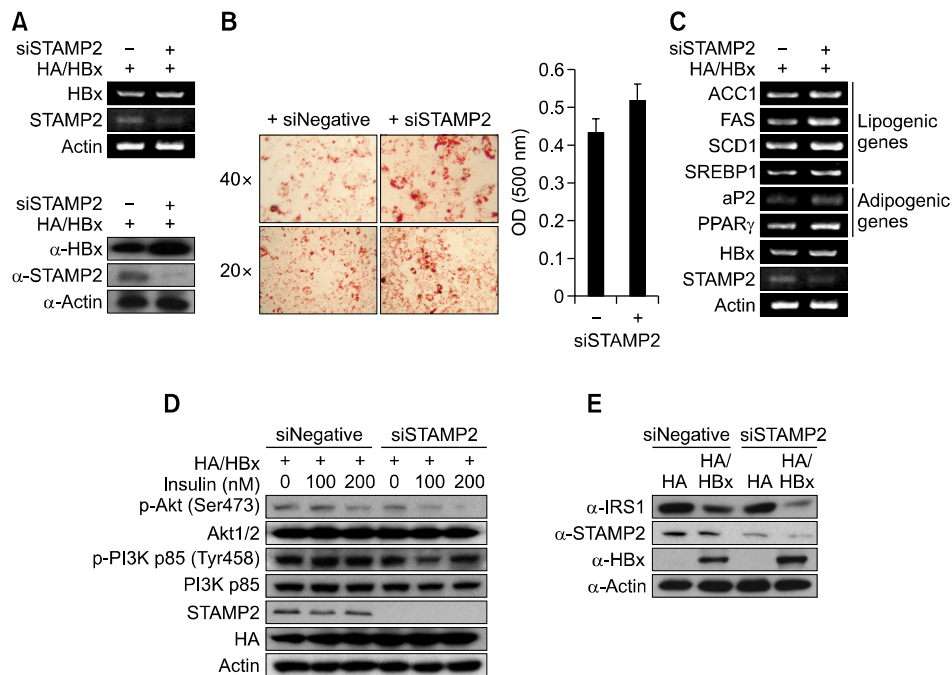 A
siSTAMP2 – +
HA/HBx + +
HBx
STAMP2
Actin
siSTAMP2 – +
HA/HBx + +
α-HBx
α-STAMP2
α-Actin
B
+ siNegative + siSTAMP2
40×
20×
OD (500 nm)
0.6
0.5
0.4
0.3
0.2
0.1
0
– +
siSTAMP2
C
siSTAMP2 – +
HA/HBx + +
ACC1
FAS
SCD1
SREBP1
Lipogenic
genes
aP2
PPARγ
Adipogenic
genes
HBx
STAMP2
Actin
D
siNegative siSTAMP2
HA/HBx + + + + + +
Insulin (nM) 0 100 200 0 100 200
p-Akt (Ser473)
Akt1/2
p-PI3K p85 (Tyr458)
PI3K p85
STAMP2
HA
Actin
E
siNegative siSTAMP2
HA HA/HBx HA HA/HBx
α-IRS1
α-STAMP2
α-HBx
α-Actin